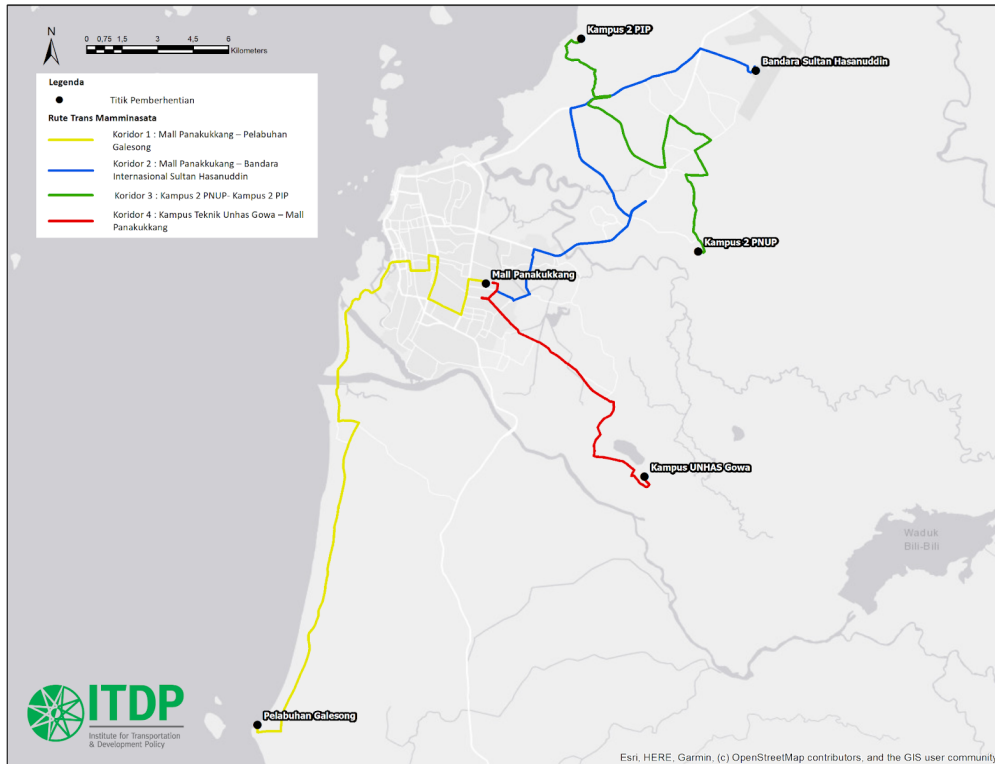 Kampus 2 PIP
N
0 0,75 1,5 3 4,5 6
Kilometers
Bandara Sultan Hasanuddin
Legenda
Titik Pemberhentian
Rute Trans Mamminasata
Koridor 1 : Mall Panakukkang – Pelabuhan
Galesong
Koridor 2 : Mall Panakkukang – Bandara
Internasional Sultan Hasanuddin
Koridor 3 : Kampus 2 PNUP- Kampus 2 PIP
Koridor 4 : Kampus Teknik Unhas Gowa – Mall
Panakukkang
Kampus 2 PNUP
Mall Panakukkang
Kampus UNHAS Gowa
Waduk
Bili-Bili
Pelabuhan Galesong
ITDP
Institute for Transportation
& Development Policy
Esri, HERE, Garmin, (c) OpenStreetMap contributors, and the GIS user community